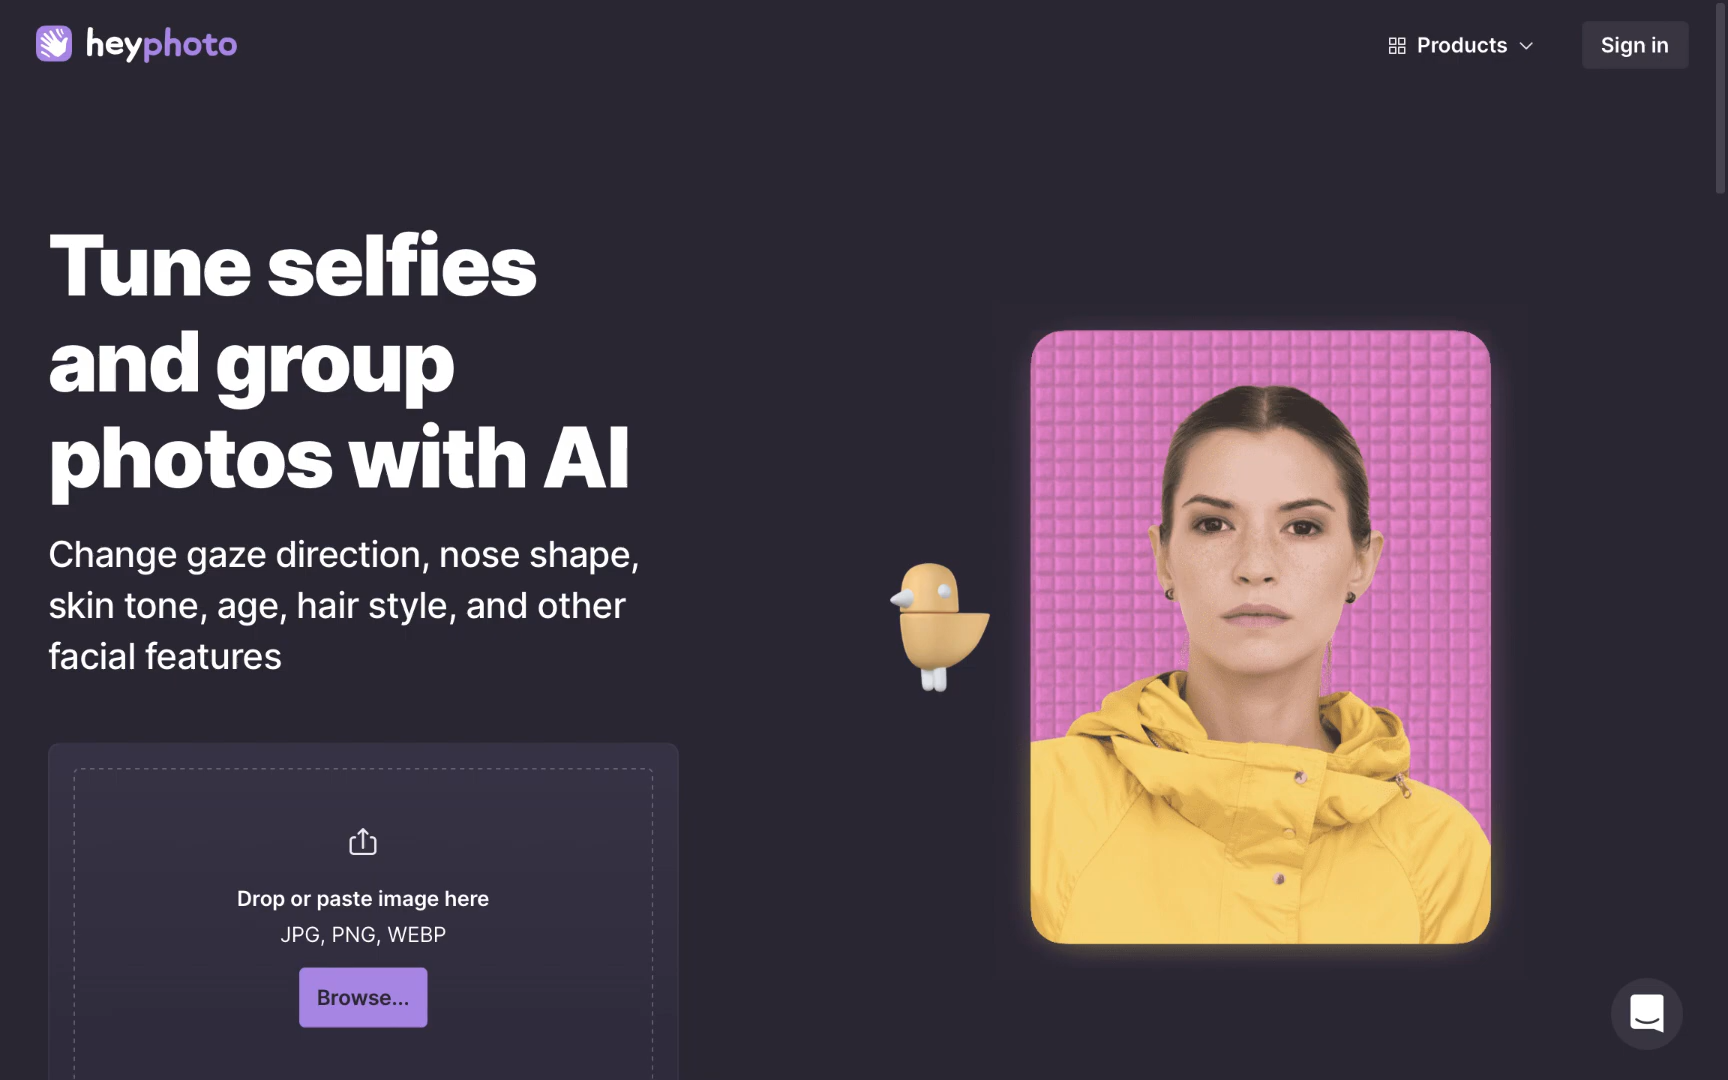 heyphoto
Products
Sign in
Tune selfies
and group
photos with AI
Change gaze direction, nose shape,
skin tone, age, hair style, and other
facial features
Drop or paste image here
JPG, PNG, WEBP
Browse...